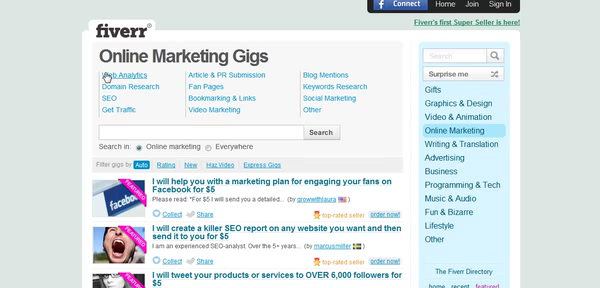 Connect
Home Join Sign In
Fiverr's first Super Seller is here!
fiverr®
Online Marketing Gigs
Web Analytics
Domain Research
SEO
Get Traffic
Article & PR Submission
Fan Pages
Bookmarking & Links
Video Marketing
Blog Mentions
Keywords Research
Social Marketing
Other
Search
Search in: Online marketing Everywhere
Filter gigs by Auto Rating New Haz Video Express Gigs
FEATURED
facebook
I will help you with a marketing plan for engaging your fans on
Facebook for $5
Please read: *For $5 I will send you a detailed... (by growwithlaura )
Collect Share top-rated seller order now!
FEATURED
I will create a killer SEO report on any website you want and then
send it to you for $5
I am an experienced SEO-analyst. Over the 5+ years... (by marcusmiller )
Collect Share top-rated seller order now!
I will tweet your products or services to OVER 6,000 followers for
$5
Search
Surprise me
Gifts
Graphics & Design
Video & Animation
Online Marketing
Writing & Translation
Advertising
Business
Programming & Tech
Music & Audio
Fun & Bizarre
Lifestyle
Other
The Fiverr Directory
home recent featured